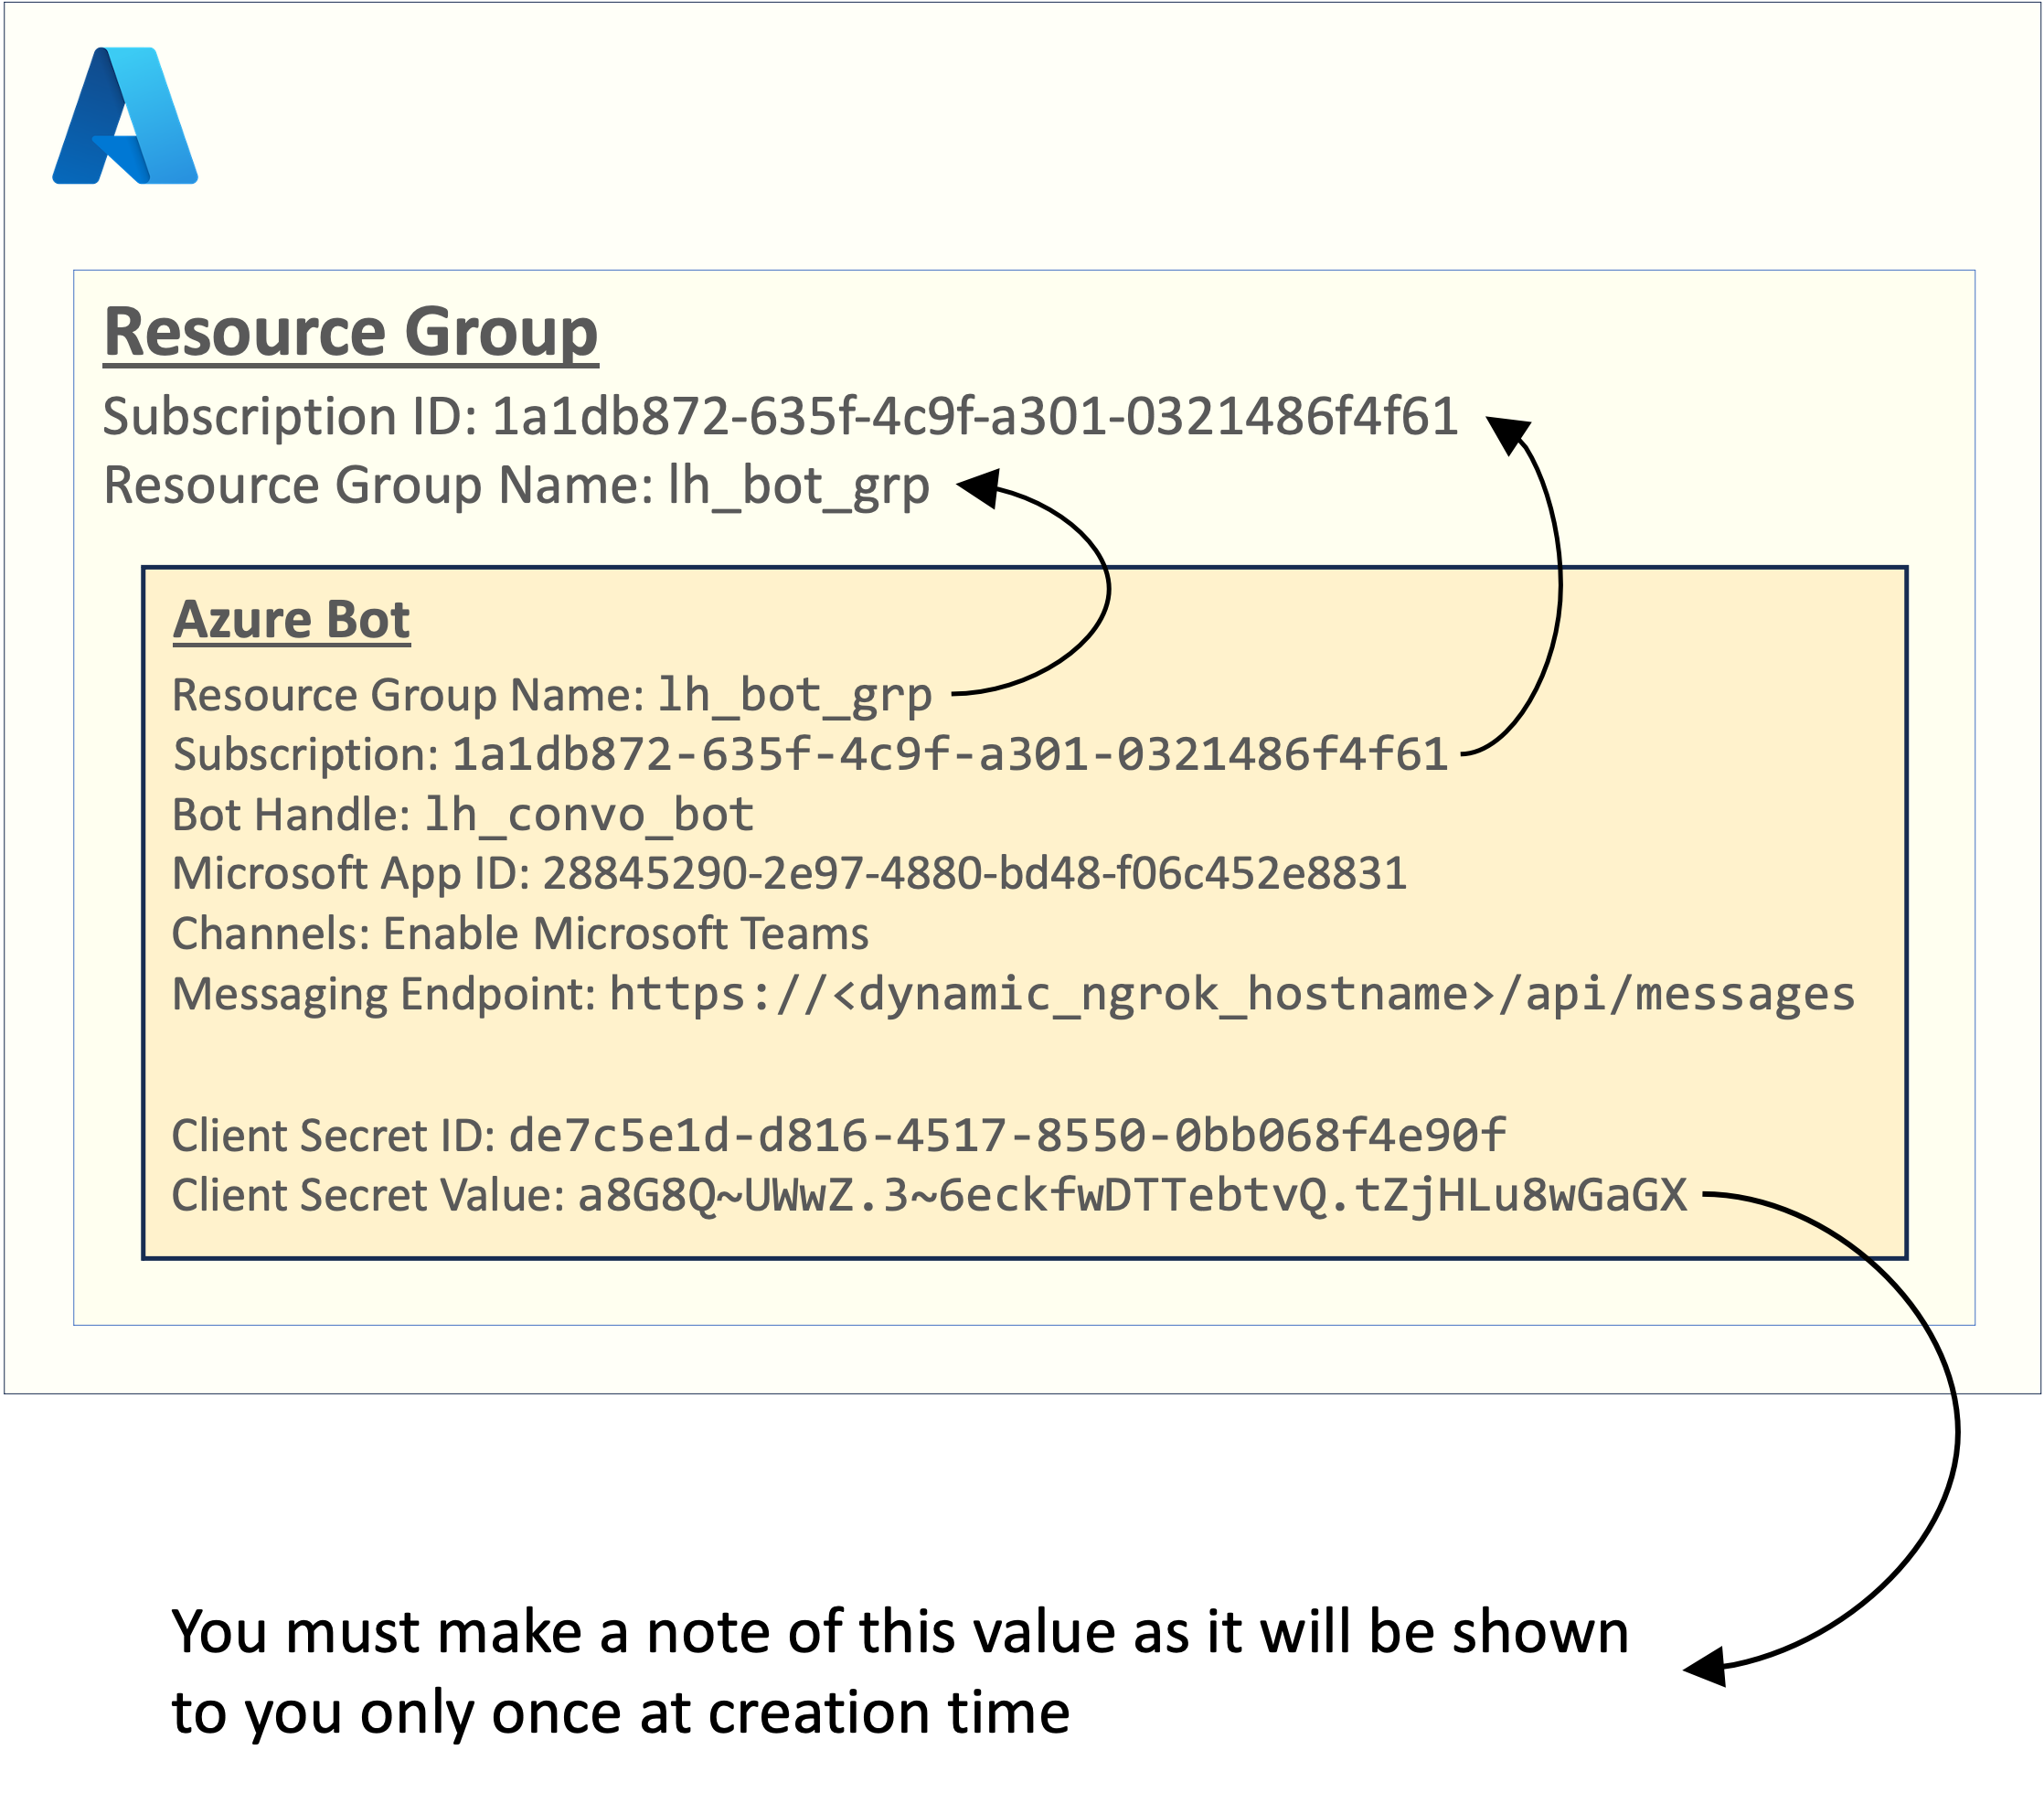 Resource Group
Subscription ID: 1a1db872-635f-4c9f-a301-0321486f4f61
Resource Group Name: lh_bot_grp
Azure Bot
Resource Group Name: lh_bot_grp
Subscription: 1a1db872-635f-4c9f-a301-0321486f4f61
Bot Handle: lh_convo_bot
Microsoft App ID: 28845290-2e97-4880-bd48-f06c452e8831
Channels: Enable Microsoft Teams
Messaging Endpoint: https://<dynamic_ngrok_hostname>/api/messages
Client Secret ID: de7c5e1d-d816-4517-8550-0bb068f4e90f
Client Secret Value: a8G8Q~UWwZ.3~6eckfwDTTebtvQ.tZjHLu8wGaGX
You must make a note of this value as it will be shown
to you only once at creation time